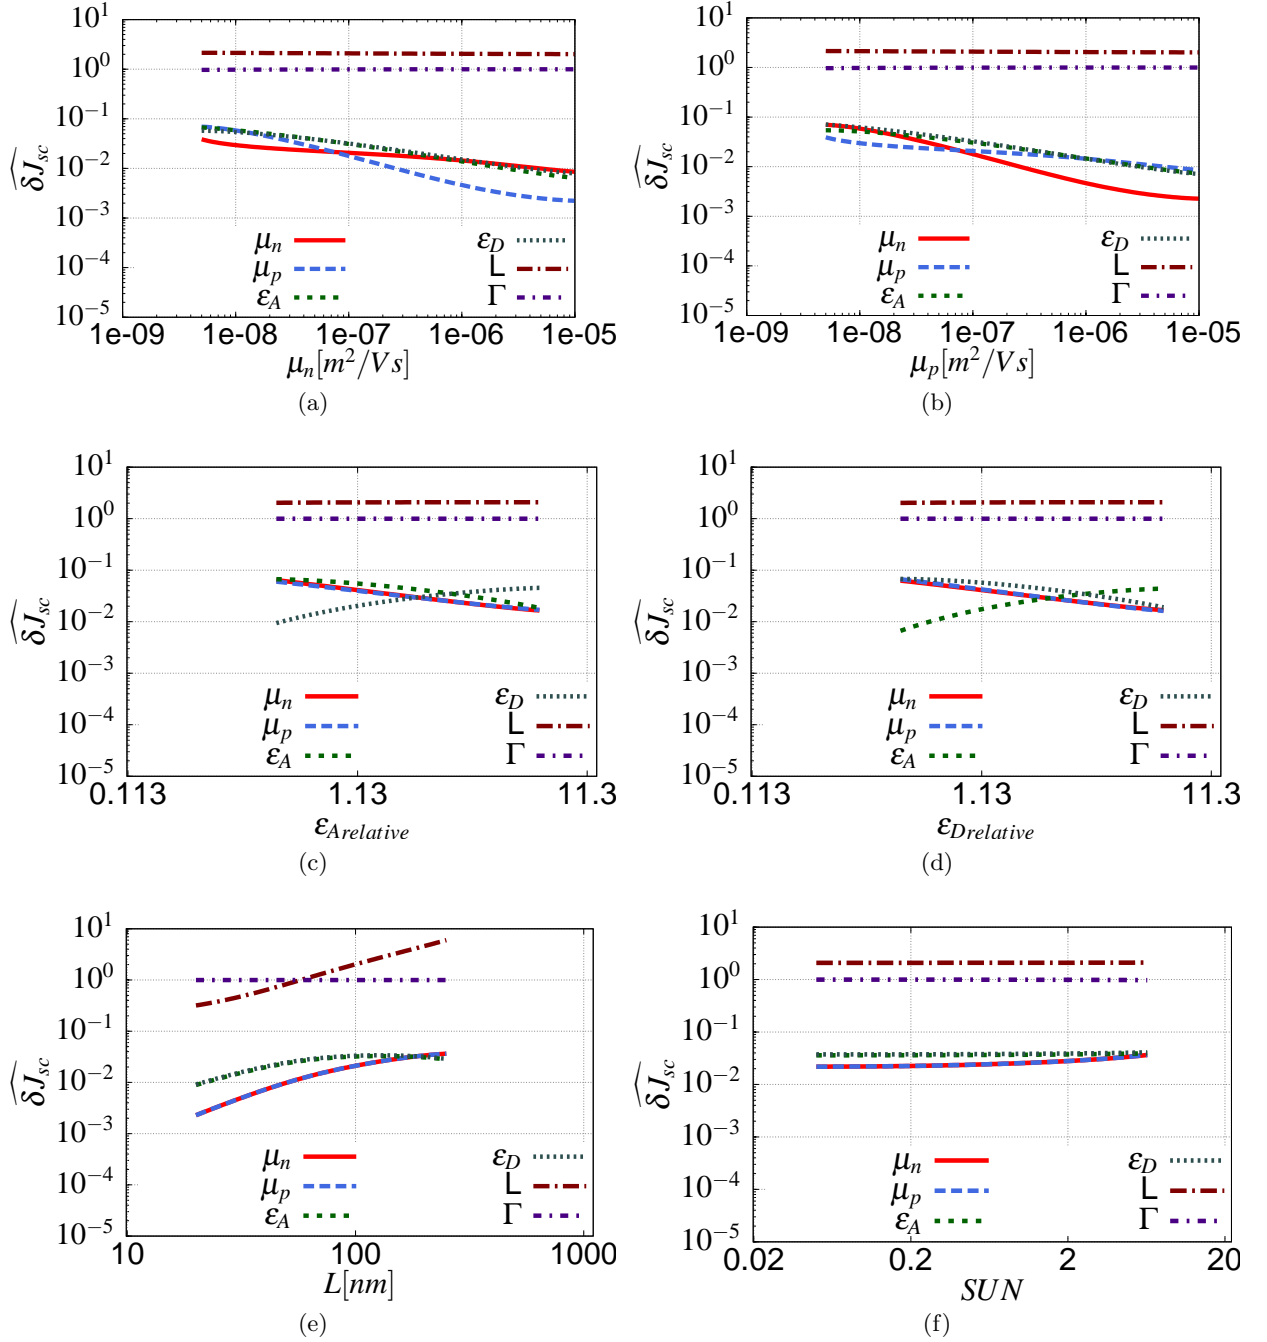 10^1
10^0
10^-1
10^-2
10^-3
10^-4
10^-5
\widehat{δJ_sc}
μ_n
μ_p
ε_A
ε_D
L
Γ
1e-09 1e-08 1e-07 1e-06 1e-05
μ_n[m^2/Vs]
(a)
10^1
10^0
10^-1
10^-2
10^-3
10^-4
10^-5
\widehat{δJ_sc}
μ_n
μ_p
ε_A
ε_D
L
Γ
1e-09 1e-08 1e-07 1e-06 1e-05
μ_p[m^2/Vs]
(b)
10^1
10^0
10^-1
10^-2
10^-3
10^-4
10^-5
\widehat{δJ_sc}
μ_n
μ_p
ε_A
ε_D
L
Γ
0.113 1.13 11.3
ε_Arelative
(c)
10^1
10^0
10^-1
10^-2
10^-3
10^-4
10^-5
\widehat{δJ_sc}
μ_n
μ_p
ε_A
ε_D
L
Γ
0.113 1.13 11.3
ε_Drelative
(d)
10^1
10^0
10^-1
10^-2
10^-3
10^-4
10^-5
\widehat{δJ_sc}
μ_n
μ_p
ε_A
ε_D
L
Γ
10 100 1000
L[nm]
(e)
10^1
10^0
10^-1
10^-2
10^-3
10^-4
10^-5
\widehat{δJ_sc}
μ_n
μ_p
ε_A
ε_D
L
Γ
0.02 0.2 2 20
SUN
(f)